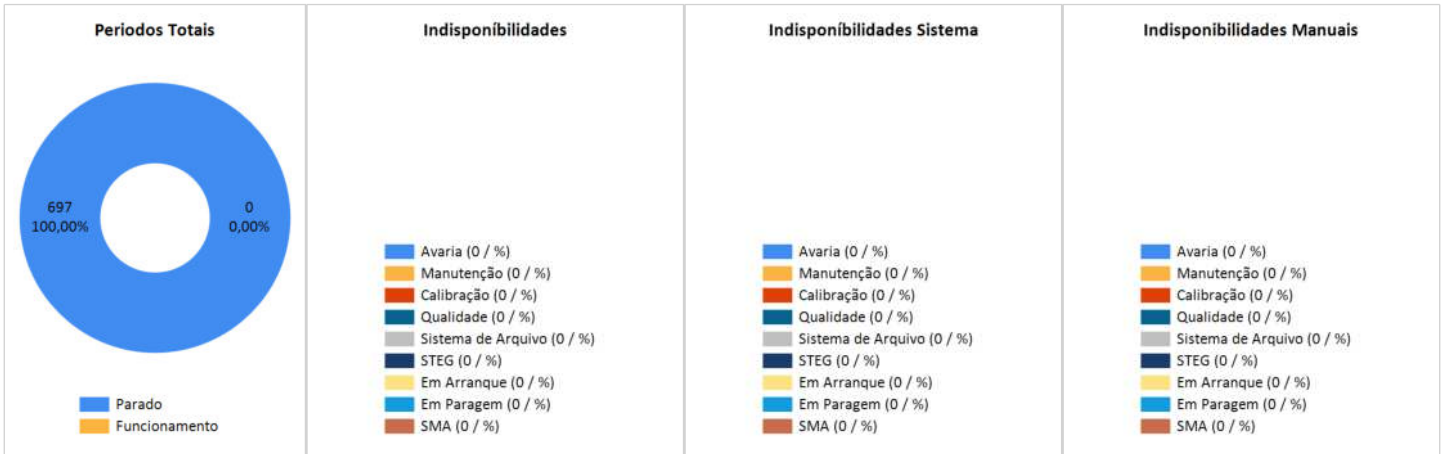 Periodos Totais
697
100,00%
0
0,00%
Parado
Funcionamento
Indisponíbilidades
Avaria (0 / %)
Manutenção (0 / %)
Calibração (0 / %)
Qualidade (0 / %)
Sistema de Arquivo (0 / %)
STEG (0 / %)
Em Arranque (0 / %)
Em Paragem (0 / %)
SMA (0 / %)
Indisponíbilidades Sistema
Avaria (0 / %)
Manutenção (0 / %)
Calibração (0 / %)
Qualidade (0 / %)
Sistema de Arquivo (0 / %)
STEG (0 / %)
Em Arranque (0 / %)
Em Paragem (0 / %)
SMA (0 / %)
Indisponíbilidades Manuais
Avaria (0 / %)
Manutenção (0 / %)
Calibração (0 / %)
Qualidade (0 / %)
Sistema de Arquivo (0 / %)
STEG (0 / %)
Em Arranque (0 / %)
Em Paragem (0 / %)
SMA (0 / %)